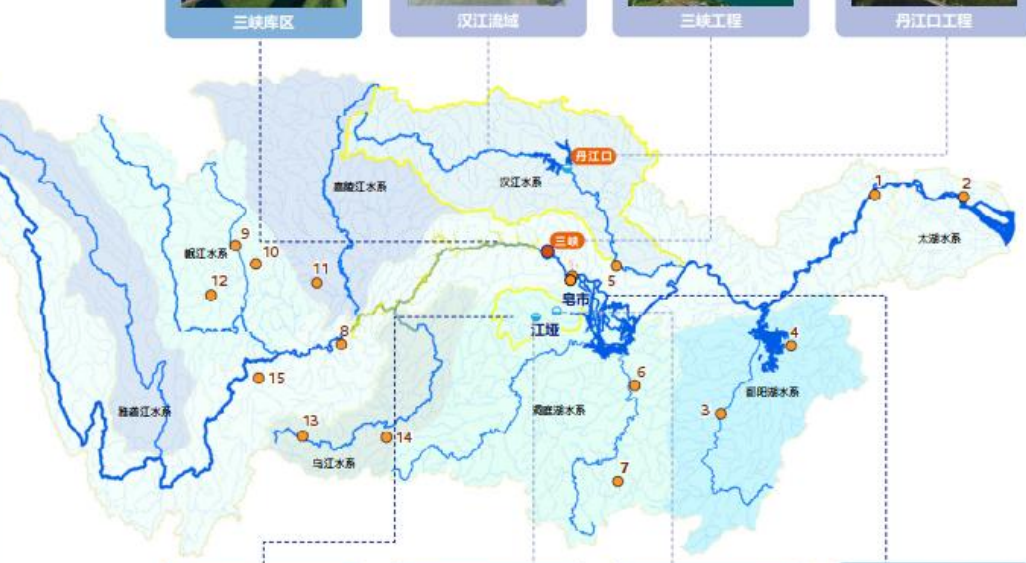 三峡库区
汉江流域
三峡工程
丹江口工程
丹江口
嘉陵江水系
汉江水系
1
2
太湖水系
9
岷江水系
10
三峡
5
12
11
皂市
江垭
8
4
15
6
鄱阳湖水系
雅砻江水系
洞庭湖水系
3
13
14
乌江水系
7